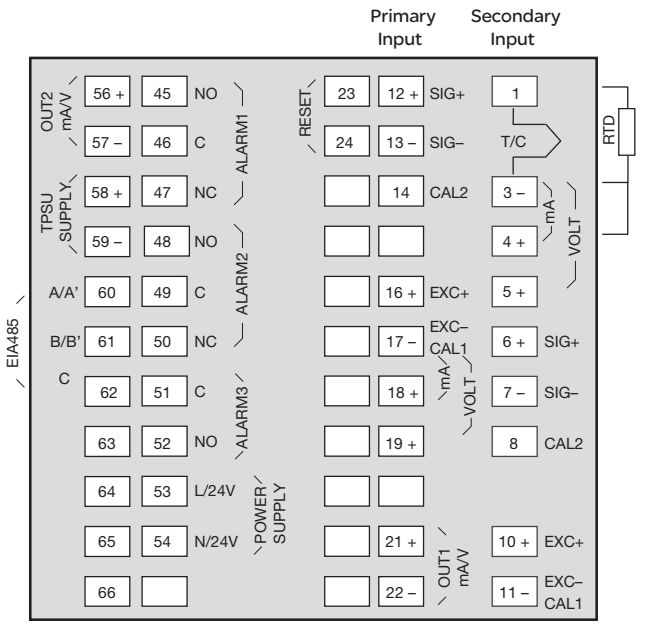 Primary Input
Secondary Input
OUT2 mA/V
56 +
45
NO
ALARM1
RESET
23
12 +
SIG+
1
RTD
57 –
46
C
24
13 –
SIG–
T/C
TPSU SUPPLY
58 +
47
NC
14
CAL2
3 –
mA
VOLT
59 –
48
NO
ALARM2
4 +
EIA485
A/A'
60
49
C
16 +
EXC+
5 +
B/B'
61
50
NC
17 –
EXC–
CAL1
6 +
SIG+
C
62
51
C
ALARM3
18 +
mA
VOLT
7 –
SIG–
63
52
NO
19 +
8
CAL2
64
53
L/24V
POWER SUPPLY
65
54
N/24V
21 +
OUT1 mA/V
10 +
EXC+
66
22 –
11 –
EXC–
CAL1